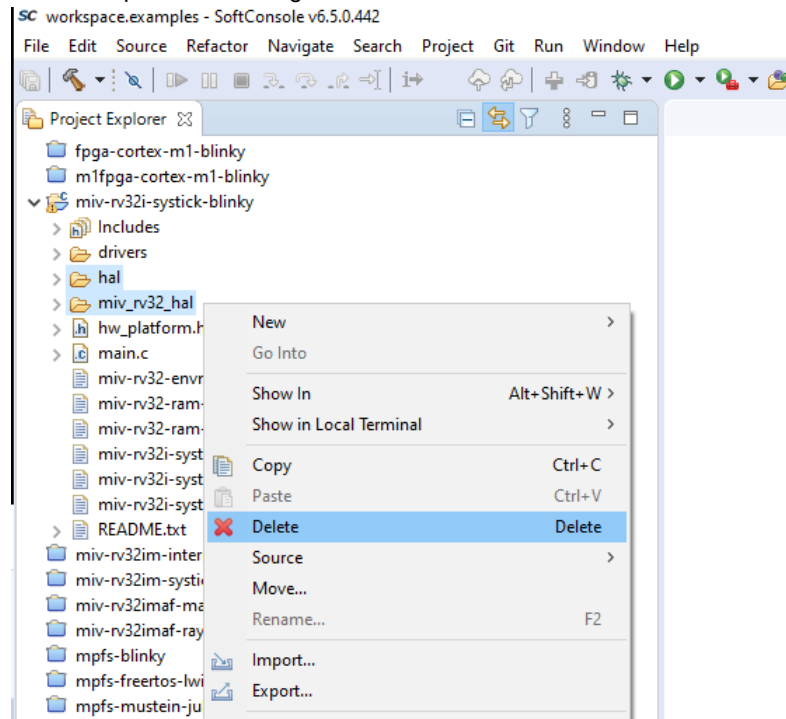 workspace.examples - SoftConsole v6.5.0.442
File Edit Source Refactor Navigate Search Project Git Run Window Help
Project Explorer
fpga-cortex-m1-blinky
m1fpga-cortex-m1-blinky
miv-rv32i-systick-blinky
Includes
drivers
hal
miv_rv32_hal
hw_platform.h
main.c
miv-rv32-envr
miv-rv32-ram-
miv-rv32-ram-
miv-rv32i-syst
miv-rv32i-syst
miv-rv32i-syst
README.txt
miv-rv32im-inter
miv-rv32im-systi
miv-rv32imaf-ma
miv-rv32imaf-ray
mpfs-blinky
mpfs-freertos-lwi
mpfs-mustein-ju
New
Go Into
Show In Alt+Shift+W >
Show in Local Terminal
Copy Ctrl+C
Paste Ctrl+V
Delete Delete
Source
Move...
Rename... F2
Import...
Export...